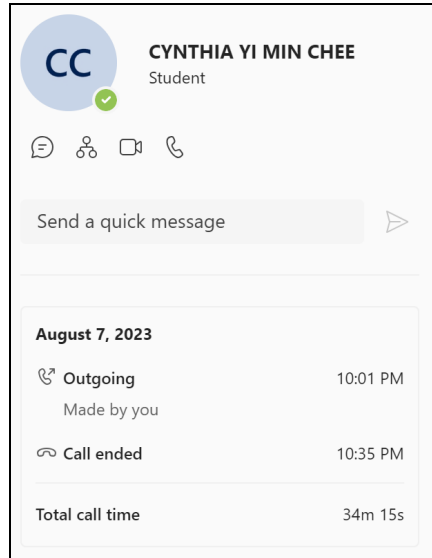 CC
CYNTHIA YI MIN CHEE
Student
Send a quick message
August 7, 2023
Outgoing 10:01 PM
Made by you
Call ended 10:35 PM
Total call time 34m 15s